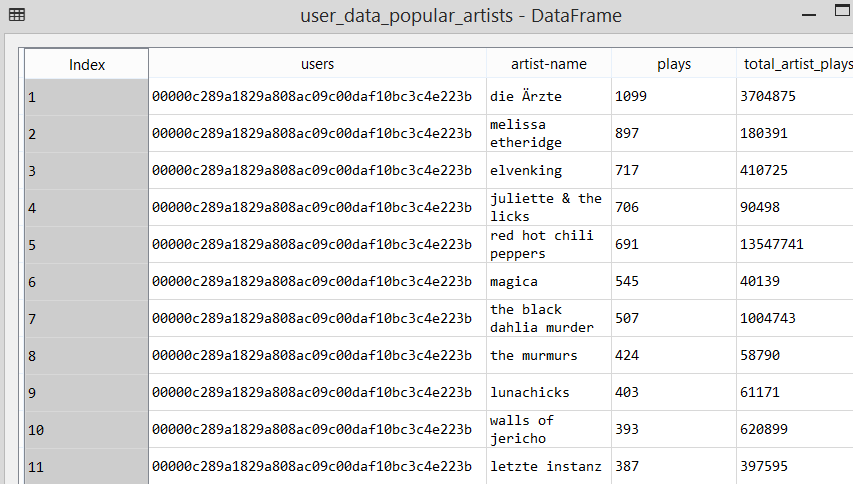 user_data_popular_artists - DataFrame
Index users artist-name plays total_artist_plays
1 00000c289a1829a808ac09c00daf10bc3c4e223b die Ärzte 1099 3704875
2 00000c289a1829a808ac09c00daf10bc3c4e223b melissa etheridge 897 180391
3 00000c289a1829a808ac09c00daf10bc3c4e223b elvenking 717 410725
4 00000c289a1829a808ac09c00daf10bc3c4e223b juliette & the licks 706 90498
5 00000c289a1829a808ac09c00daf10bc3c4e223b red hot chili peppers 691 13547741
6 00000c289a1829a808ac09c00daf10bc3c4e223b magica 545 40139
7 00000c289a1829a808ac09c00daf10bc3c4e223b the black dahlia murder 507 1004743
8 00000c289a1829a808ac09c00daf10bc3c4e223b the murmurs 424 58790
9 00000c289a1829a808ac09c00daf10bc3c4e223b lunachicks 403 61171
10 00000c289a1829a808ac09c00daf10bc3c4e223b walls of jericho 393 620899
11 00000c289a1829a808ac09c00daf10bc3c4e223b letzte instanz 387 397595